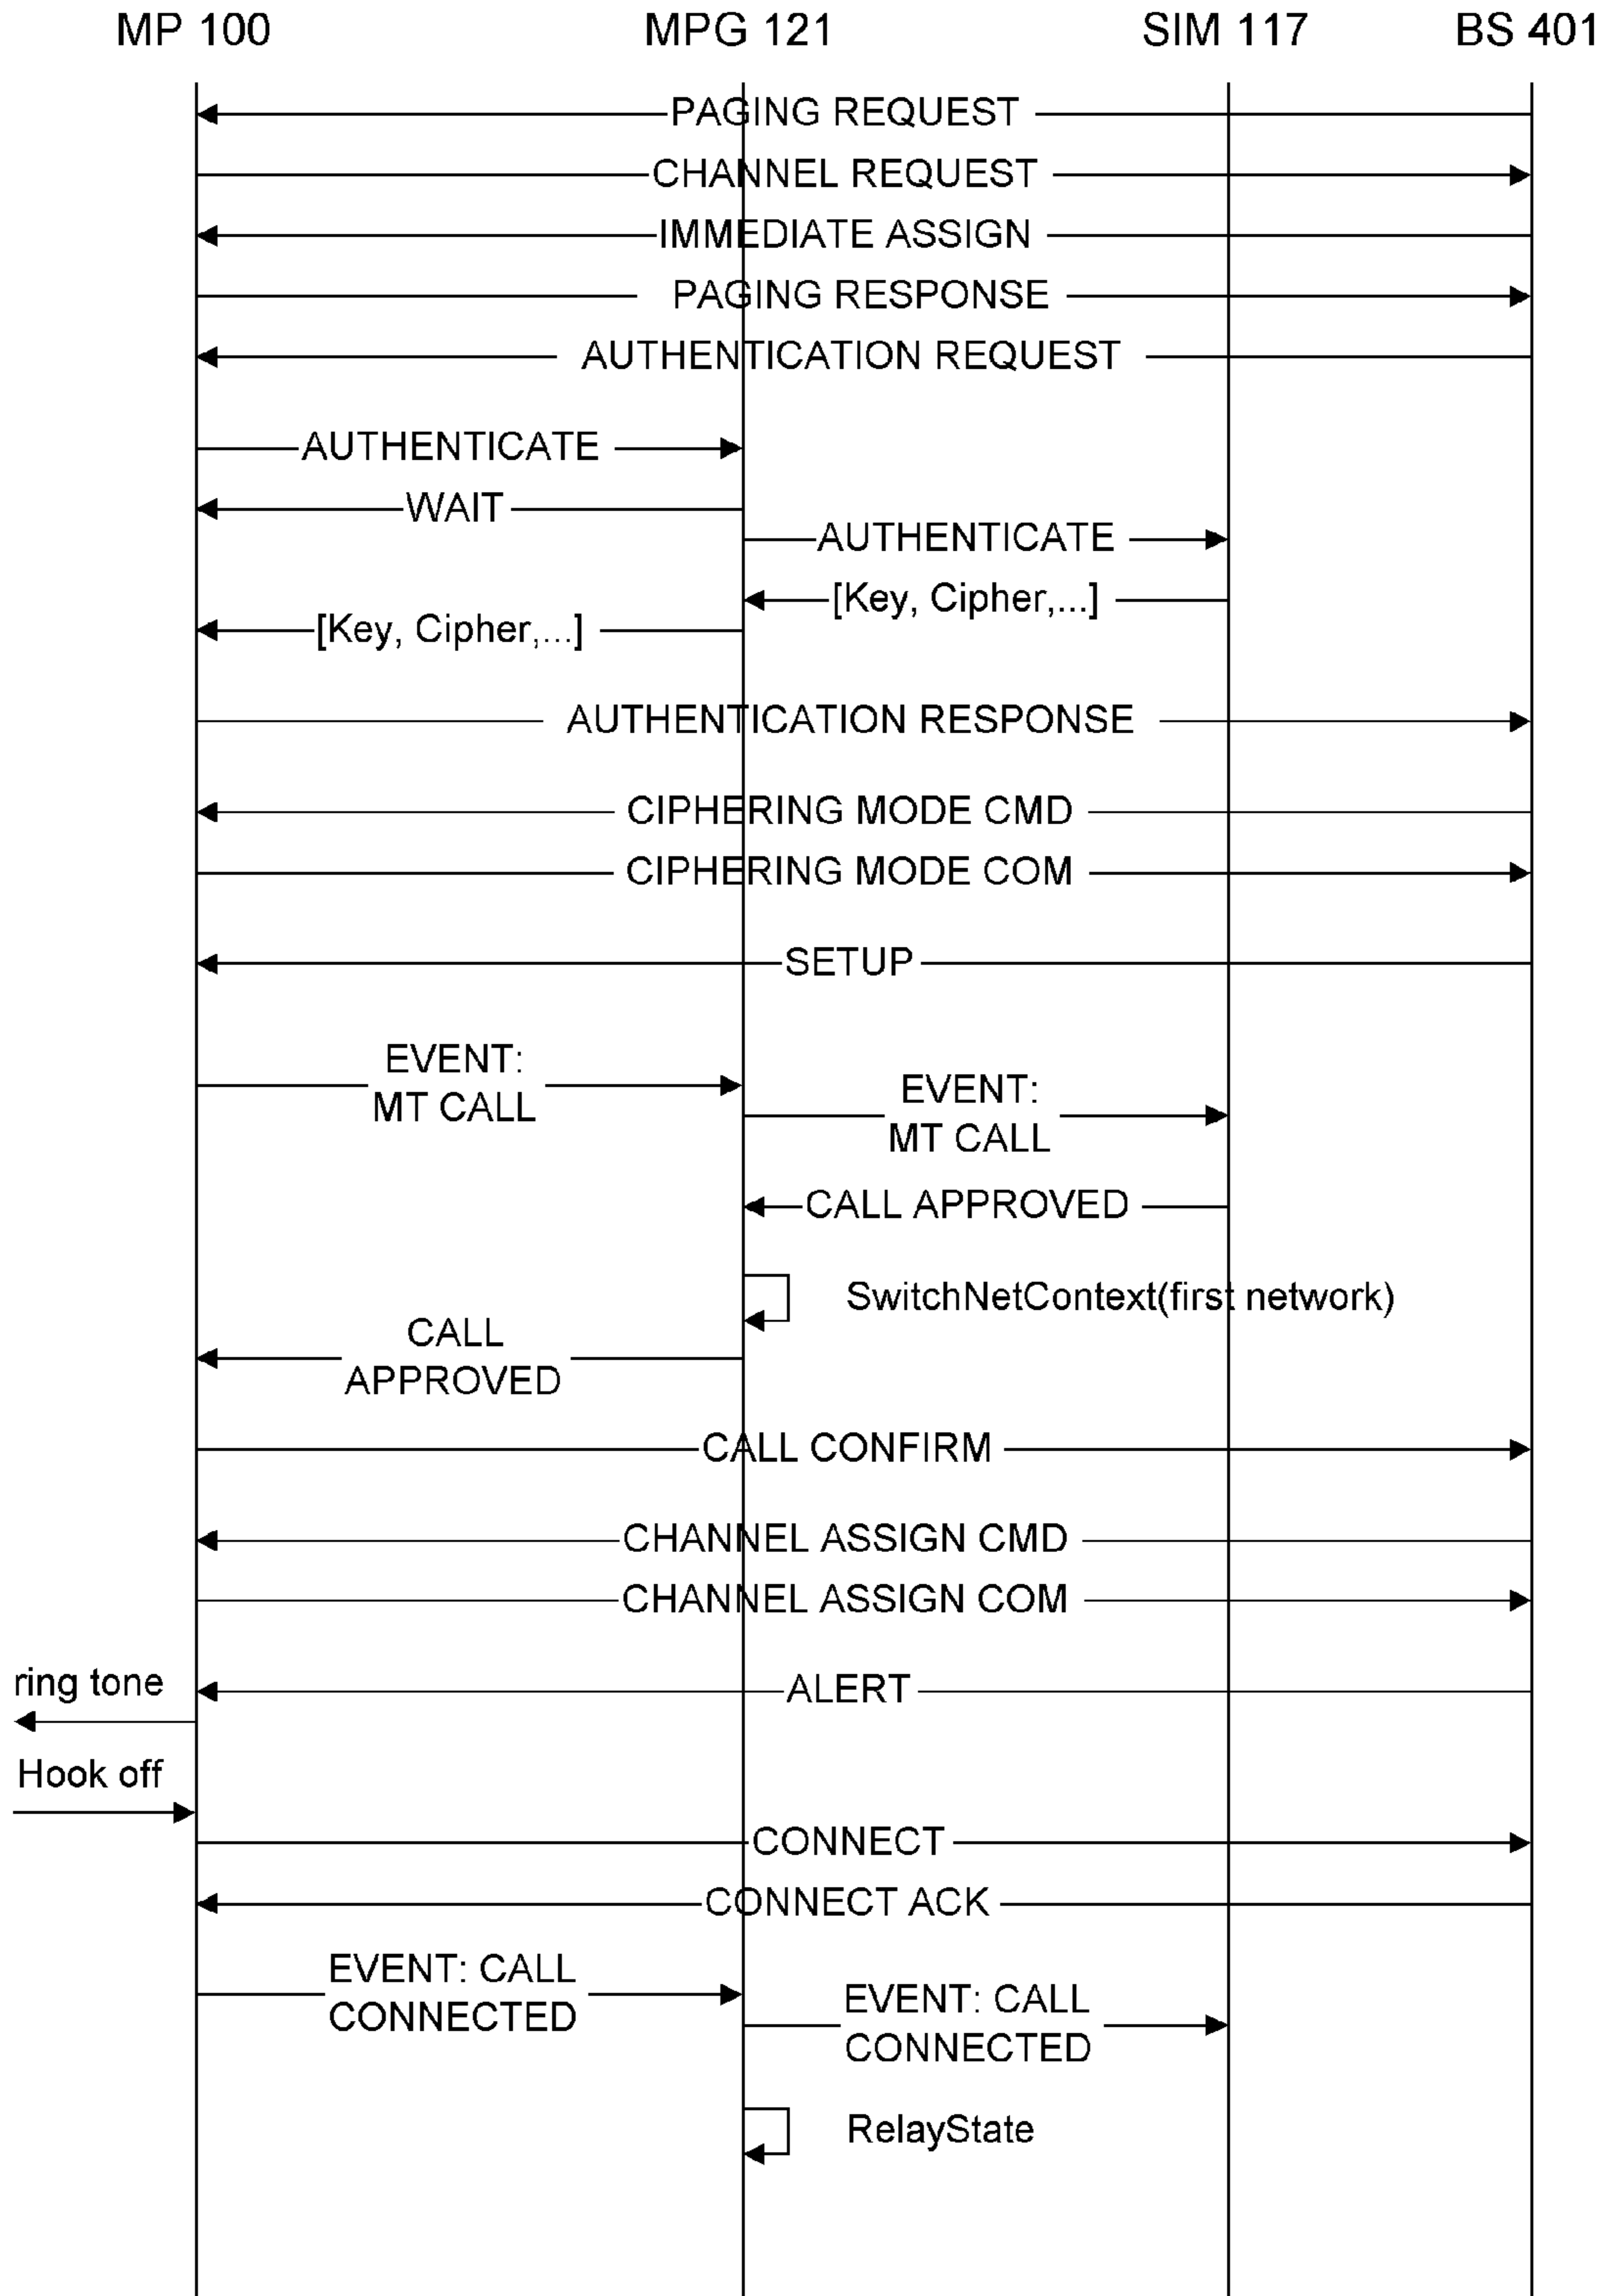 MP 100
MPG 121
SIM 117
BS 401
PAGING REQUEST
CHANNEL REQUEST
IMMEDIATE ASSIGN
PAGING RESPONSE
AUTHENTICATION REQUEST
AUTHENTICATE
WAIT
AUTHENTICATE
[Key, Cipher,...]
[Key, Cipher,...]
AUTHENTICATION RESPONSE
CIPHERING MODE CMD
CIPHERING MODE COM
SETUP
EVENT:
MT CALL
EVENT:
MT CALL
CALL APPROVED
SwitchNetContext(first network)
CALL
APPROVED
CALL CONFIRM
CHANNEL ASSIGN CMD
CHANNEL ASSIGN COM
ring tone
ALERT
Hook off
CONNECT
CONNECT ACK
EVENT: CALL
CONNECTED
EVENT: CALL
CONNECTED
RelayState